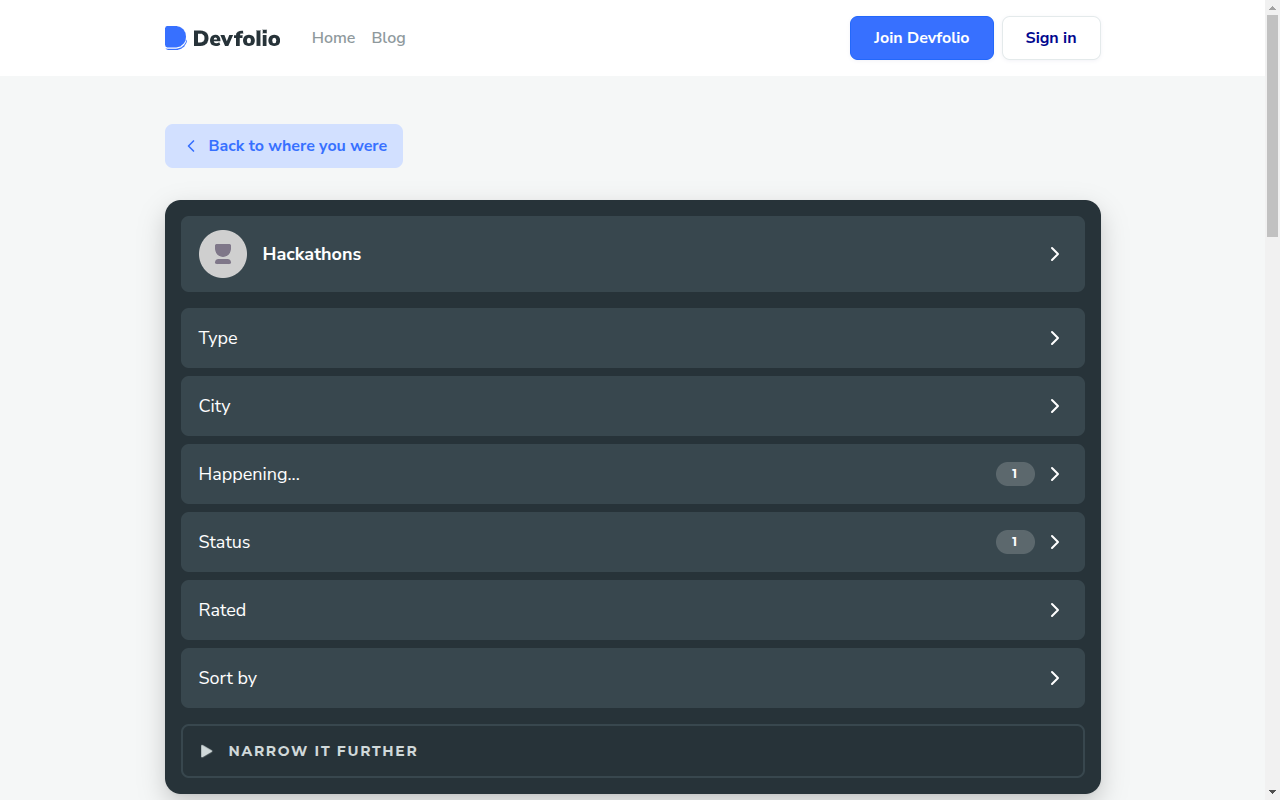 Devfolio
Home
Blog
Join Devfolio
Sign in
Back to where you were
Hackathons
Type
City
Happening...
1
Status
1
Rated
Sort by
NARROW IT FURTHER